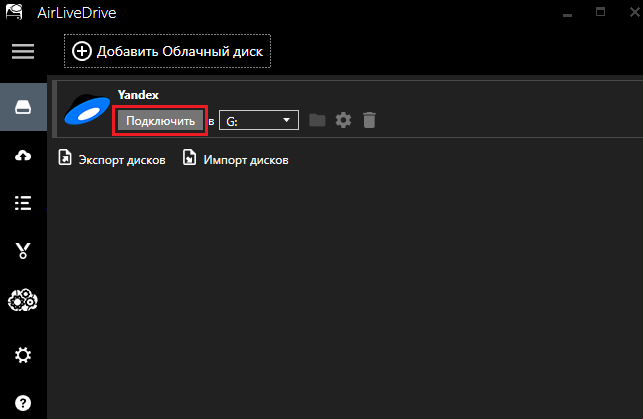 AirLiveDrive
Добавить Облачный диск
Yandex
Подключить в G:
Экспорт дисков Импорт дисков